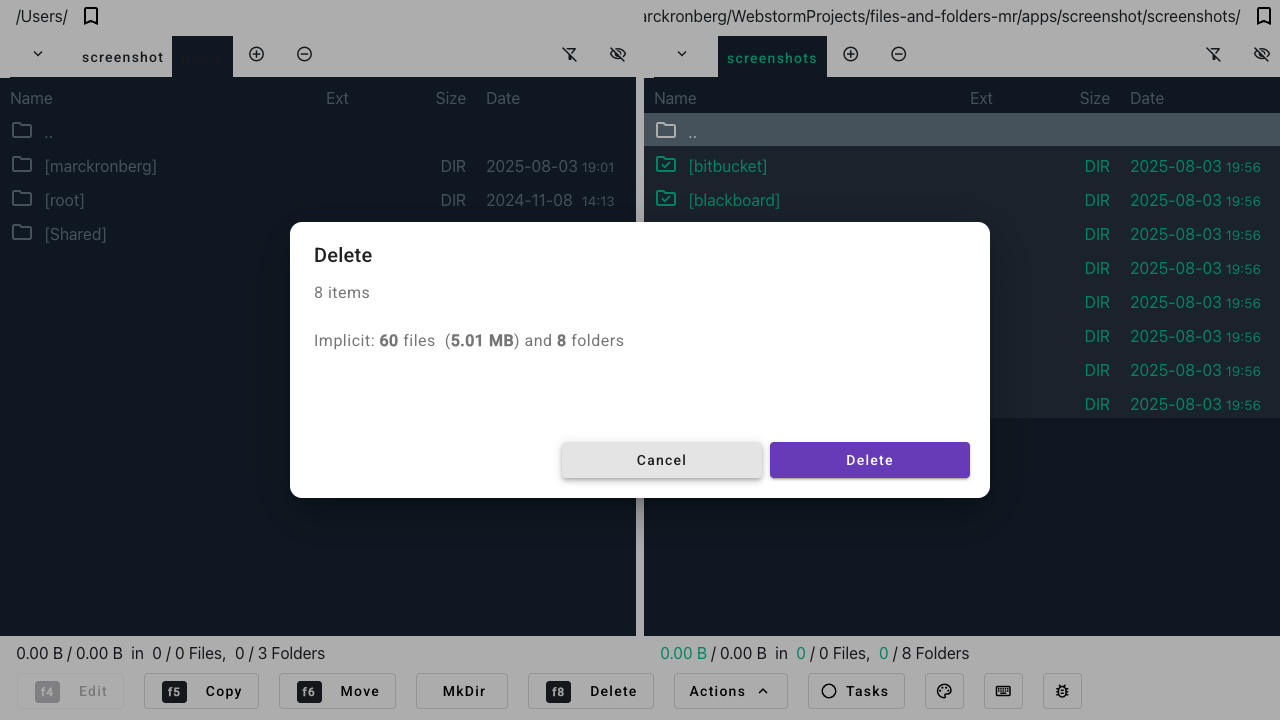 /Users/
arckronberg/WebstormProjects/files-and-folders-mr/apps/screenshot/screenshots/
screenshot
screenshots
Name Ext Size Date
Name Ext Size Date
..
..
[marckronberg] DIR 2025-08-03 19:01
[bitbucket] DIR 2025-08-03 19:56
[root] DIR 2024-11-08 14:13
[blackboard] DIR 2025-08-03 19:56
[Shared]
DIR 2025-08-03 19:56
DIR 2025-08-03 19:56
DIR 2025-08-03 19:56
DIR 2025-08-03 19:56
DIR 2025-08-03 19:56
DIR 2025-08-03 19:56
Delete
8 items
Implicit: 60 files (5.01 MB) and 8 folders
Cancel Delete
0.00 B / 0.00 B in 0 / 0 Files, 0 / 3 Folders
0.00 B / 0.00 B in 0 / 0 Files, 0 / 8 Folders
f4 Edit f5 Copy f6 Move MkDir f8 Delete Actions Tasks